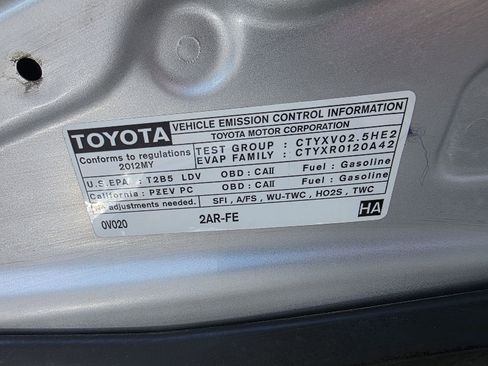 TOYOTA
VEHICLE EMISSION CONTROL INFORMATION
TOYOTA MOTOR CORPORATION
Conforms to regulations
2012MY
TEST GROUP : CTYXV02.5HE2
EVAP FAMILY : CTYXR0120A42
U.S.EPA : T2B5 LDV OBD : CAII Fuel : Gasoline
California : PZEV PC OBD : CAII Fuel : Gasoline
No adjustments needed. SFI , A/FS , WU-TWC , HO2S , TWC
0V020 2AR-FE HA